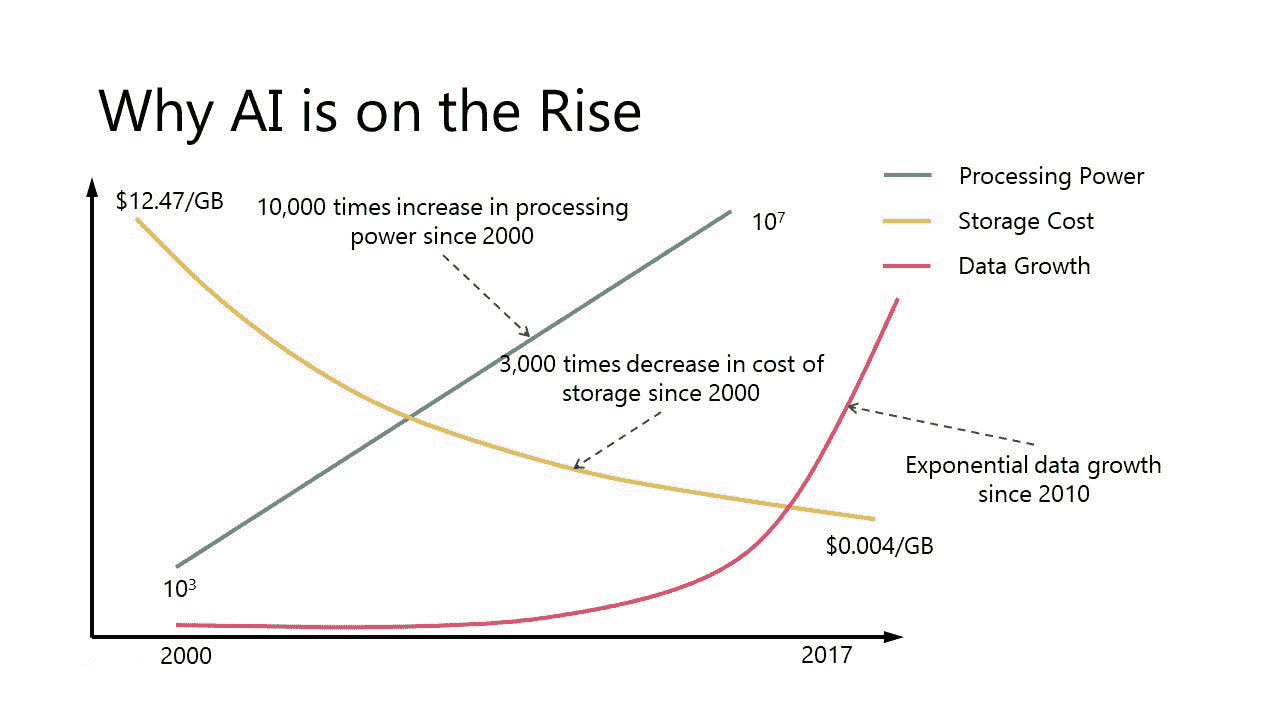 Why AI is on the Rise
$12.47/GB
10,000 times increase in processing
power since 2000
10⁷
Processing Power
Storage Cost
Data Growth
3,000 times decrease in cost of
storage since 2000
Exponential data growth
since 2010
$0.004/GB
10³
2000
2017